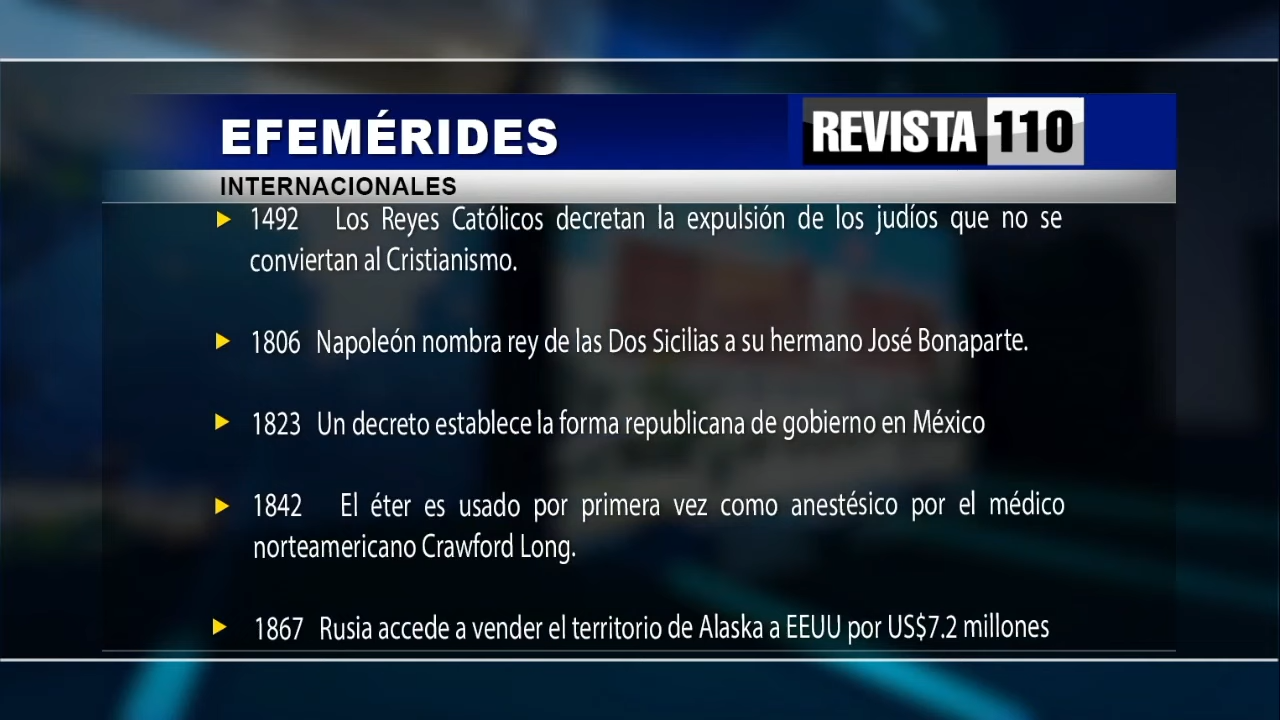 EFEMÉRIDES
REVISTA 110
INTERNACIONALES
1492 Los Reyes Católicos decretan la expulsión de los judíos que no se
conviertan al Cristianismo.
1806 Napoleón nombra rey de las Dos Sicilias a su hermano José Bonaparte.
1823 Un decreto establece la forma republicana de gobierno en México
1842 El éter es usado por primera vez como anestésico por el médico
norteamericano Crawford Long.
1867 Rusia accede a vender el territorio de Alaska a EEUU por US$7.2 millones